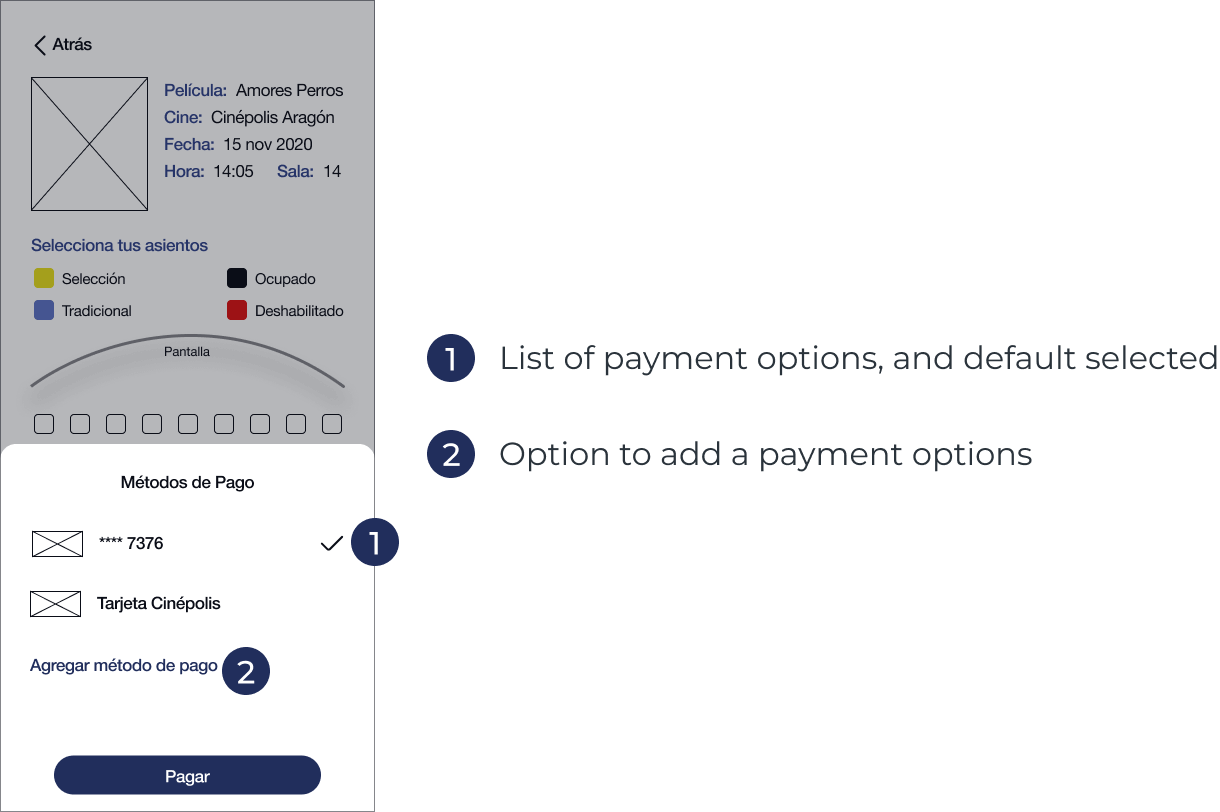 Atrás
Película: Amores Perros
Cine: Cinépolis Aragón
Fecha: 15 nov 2020
Hora: 14:05 Sala: 14
Selecciona tus asientos
Selección Ocupado
Tradicional Deshabilitado
Pantalla
Métodos de Pago
**** 7376 1
Tarjeta Cinépolis
Agregar método de pago 2
Pagar
1 List of payment options, and default selected
2 Option to add a payment options